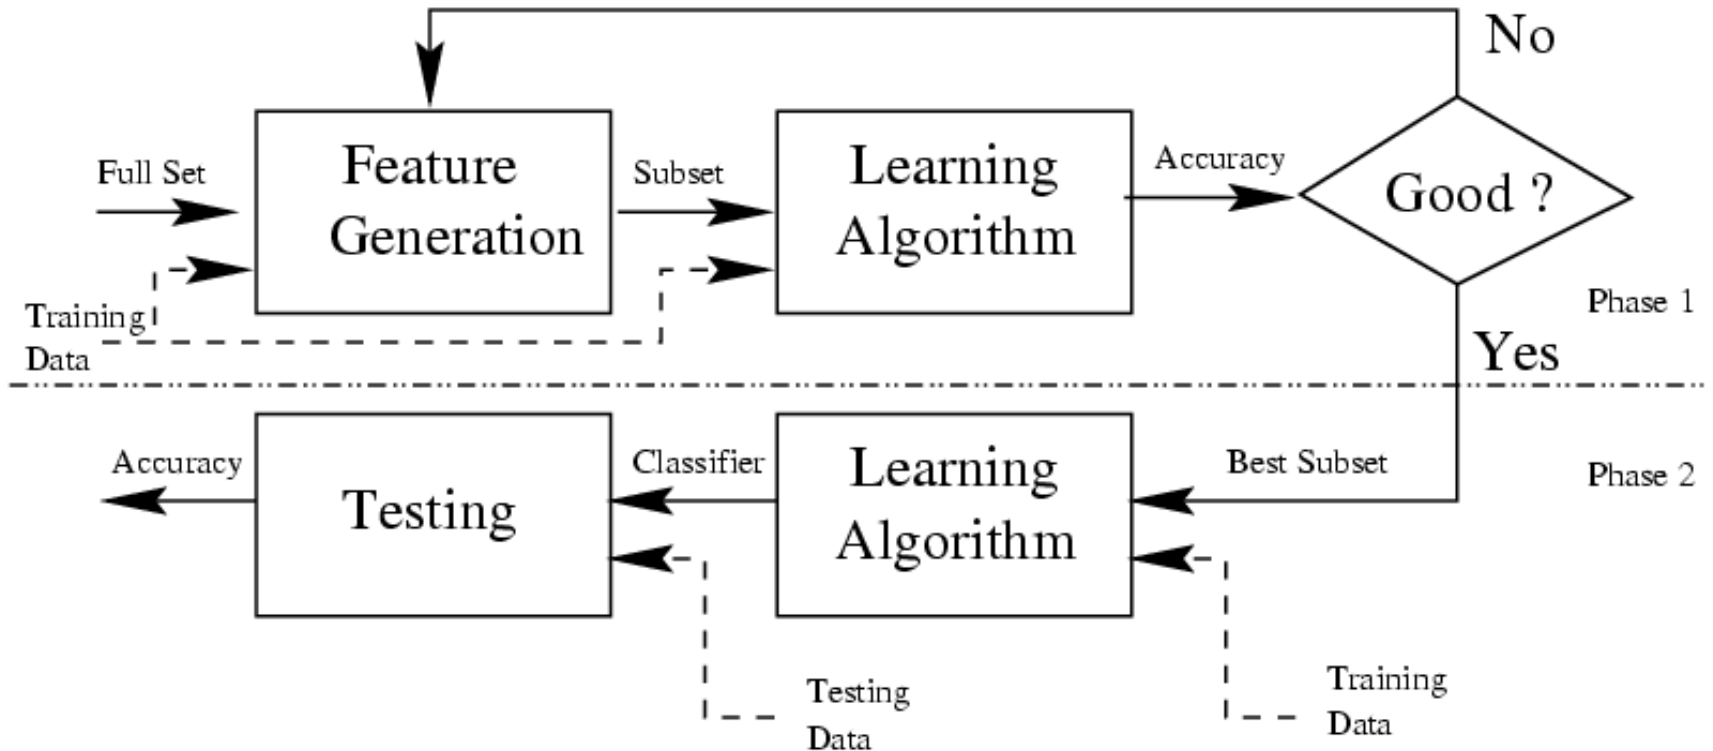 No
Full Set
Feature
Generation
Subset
Learning
Algorithm
Accuracy
Good ?
Training
Data
Phase 1
Yes
Accuracy
Testing
Classifier
Learning
Algorithm
Best Subset
Phase 2
Testing
Data
Training
Data